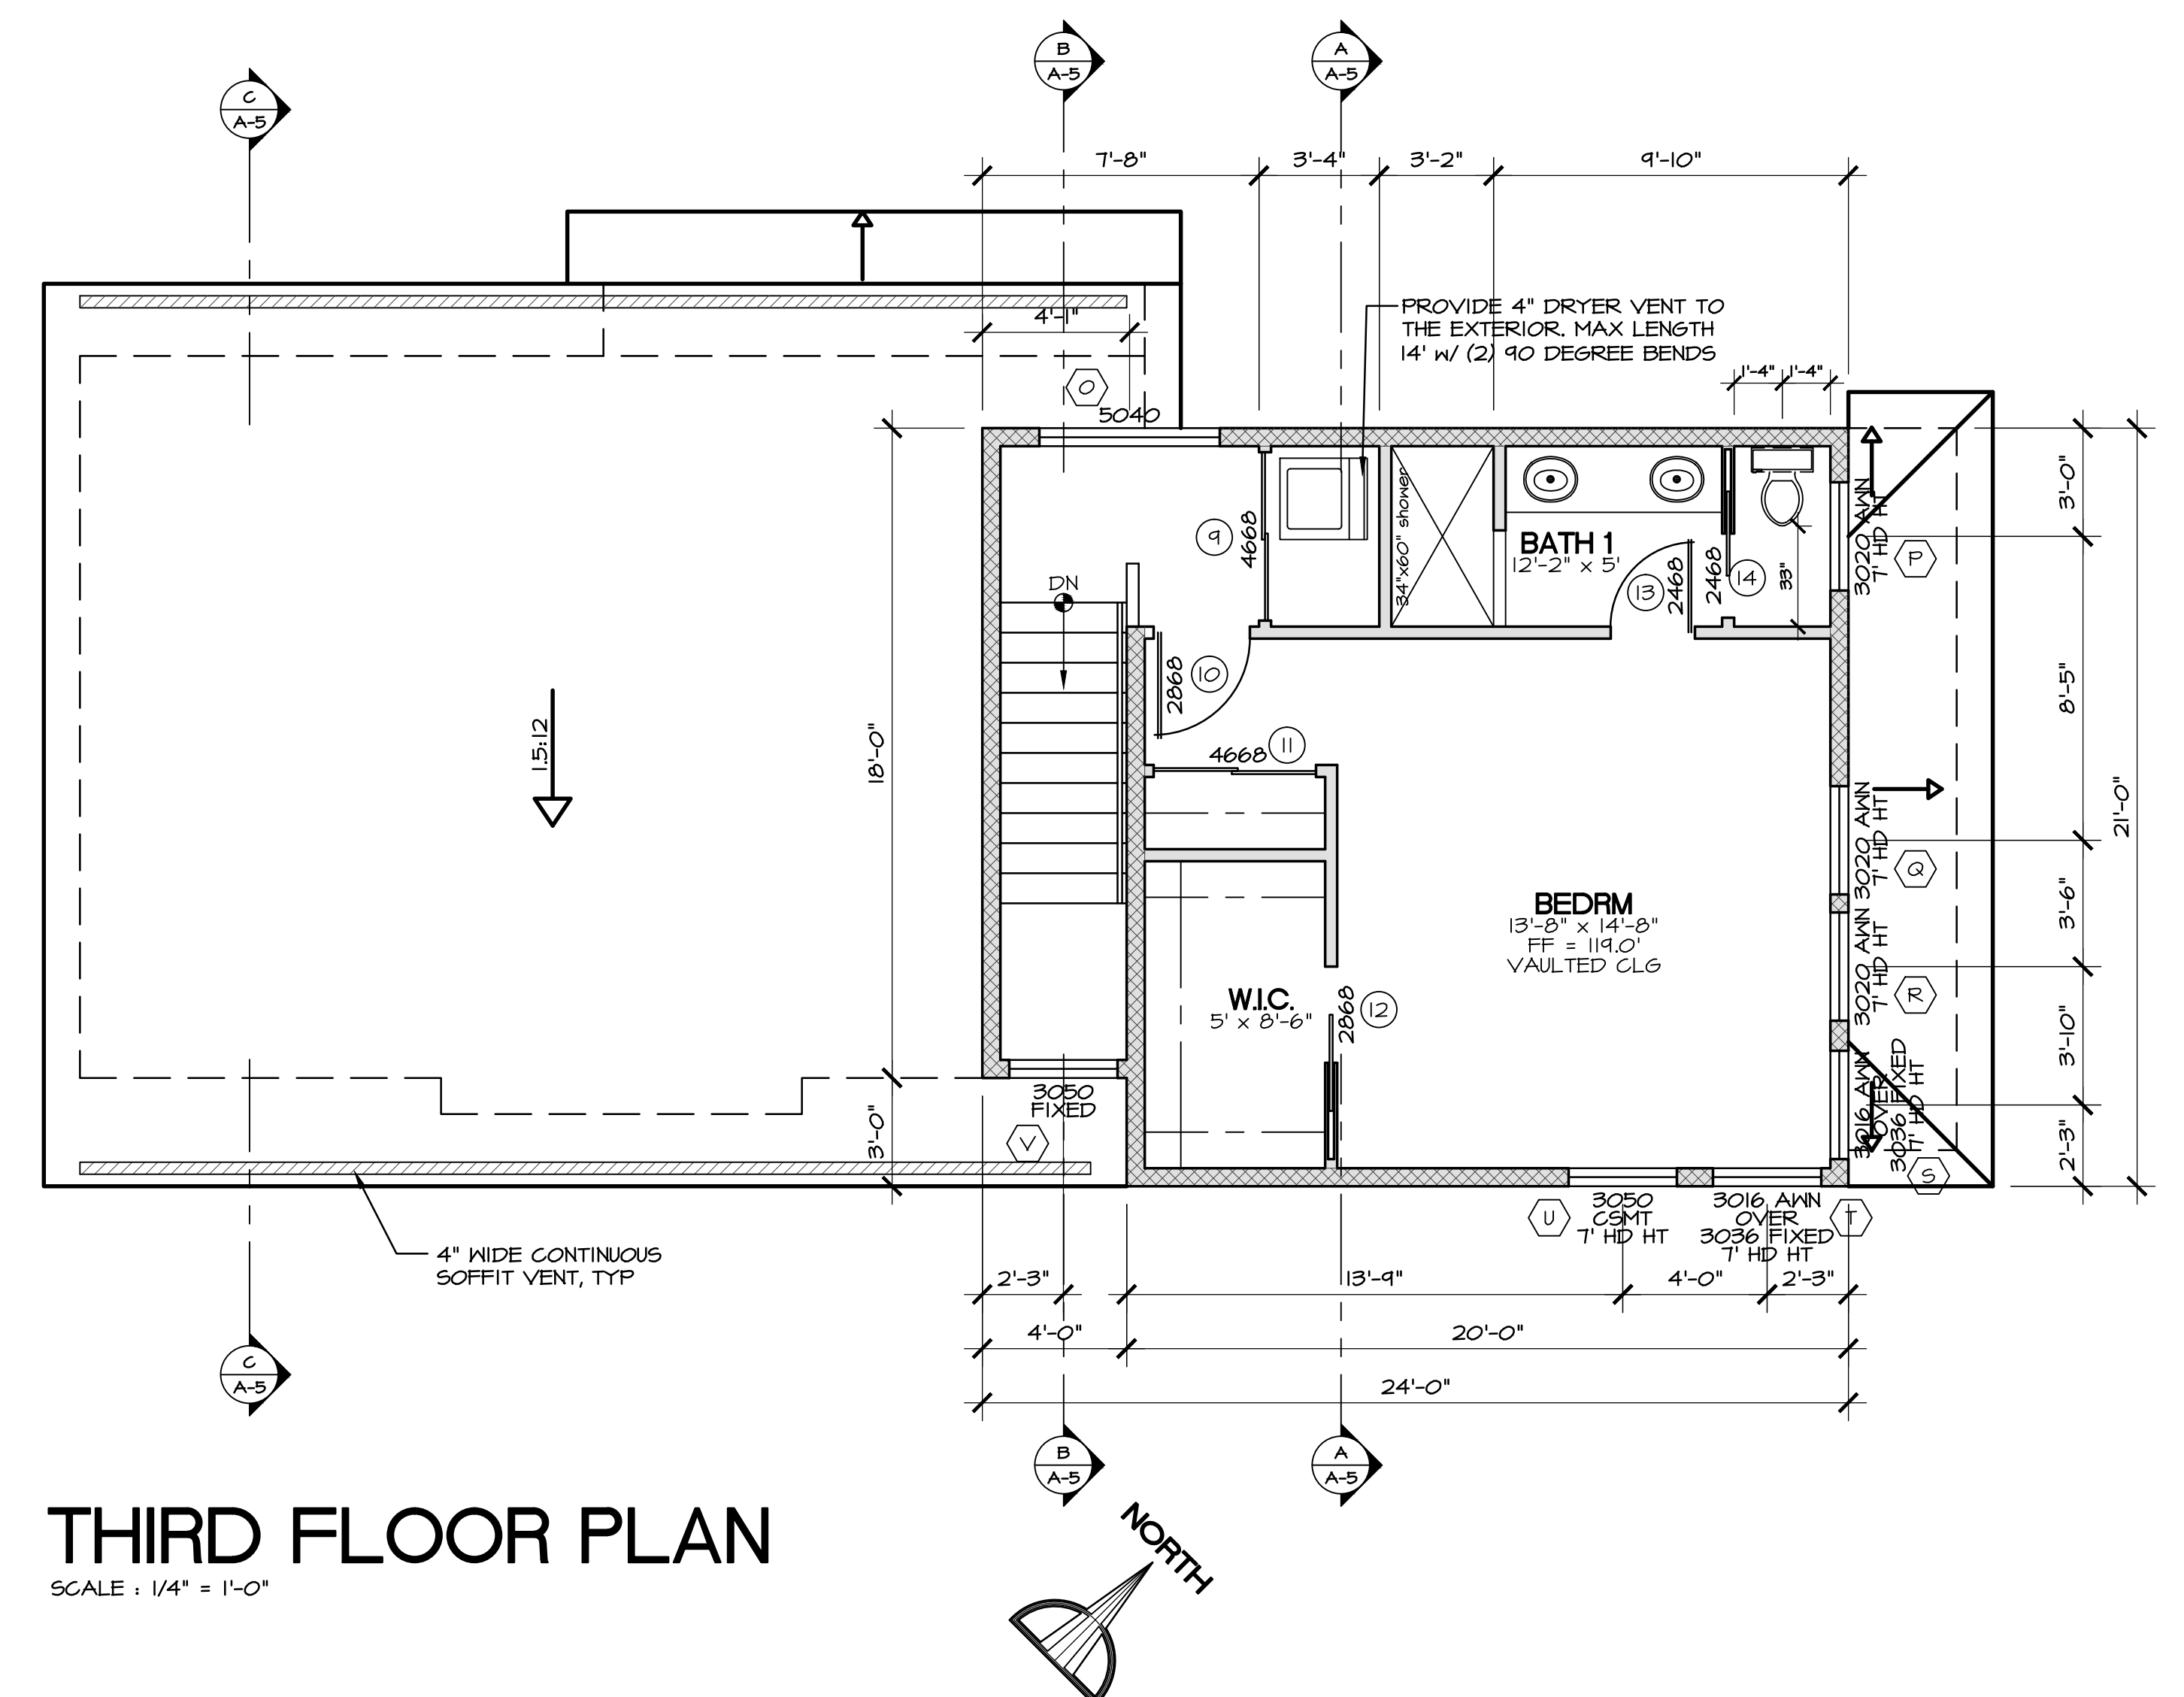 B
A-5
A
A-5
C
A-5
7'-8"
3'-4"
3'-2"
9'-10"
4'-1"
PROVIDE 4" DRYER VENT TO
THE EXTERIOR. MAX LENGTH
14' W/ (2) 90 DEGREE BENDS
1'-4"
1'-4"
O
5040
9
4668
34"x60" shower
BATH 1
12'-2" x 5'
13
2468
2468
14
33"
3020 AWN
7' HD HT
P
3'-0"
DN
10
2868
11
4668
1.5:12
18'-0"
8'-5"
21'-0"
3020 AWN
7' HD HT
Q
BEDRM
13'-8" x 14'-8"
FF = 119.0'
VAULTED CLG
3'-6"
3020 AWN
7' HD HT
R
W.I.C.
5' x 8'-6"
2868
12
3'-10"
3050
FIXED
V
3'-0"
3016 AWN
OVER
3036 FIXED
7' HD HT
S
2'-3"
U
3050
CSMT
7' HD HT
3016 AWN
OVER
3036 FIXED
7' HD HT
T
4" WIDE CONTINUOUS
SOFFIT VENT, TYP
2'-3"
13'-9"
4'-0"
2'-3"
4'-0"
20'-0"
24'-0"
C
A-5
B
A-5
A
A-5
THIRD FLOOR PLAN
SCALE : 1/4" = 1'-0"
NORTH